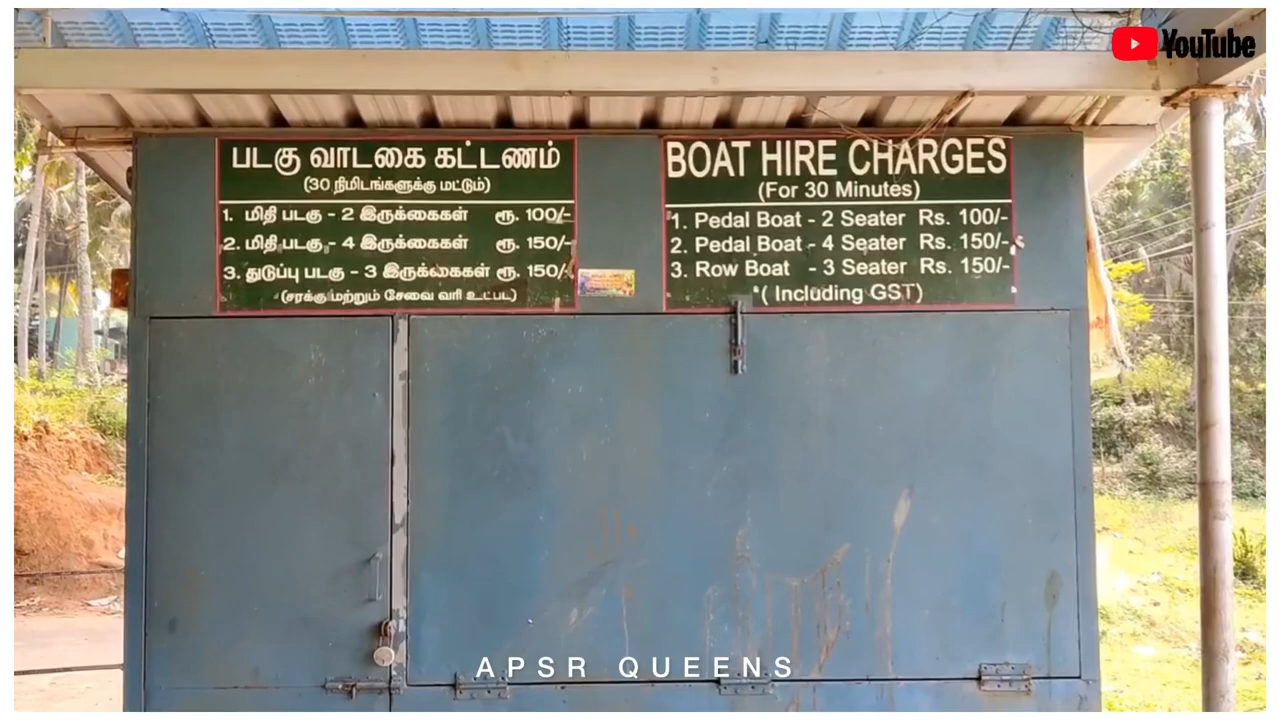 YouTube
படகு வாடகை கட்டணம்
(30 நிமிடங்களுக்கு மட்டும்)
1. மிதி படகு - 2 இருக்கைகள் ரூ. 100/-
2. மிதி படகு - 4 இருக்கைகள் ரூ. 150/-
3. துடுப்பு படகு - 3 இருக்கைகள் ரூ. 150/-
(சரக்கு மற்றும் சேவை வரி உட்பட)
BOAT HIRE CHARGES
(For 30 Minutes)
1. Pedal Boat - 2 Seater Rs. 100/-
2. Pedal Boat - 4 Seater Rs. 150/-
3. Row Boat - 3 Seater Rs. 150/-
*( Including GST)
APSR QUEENS